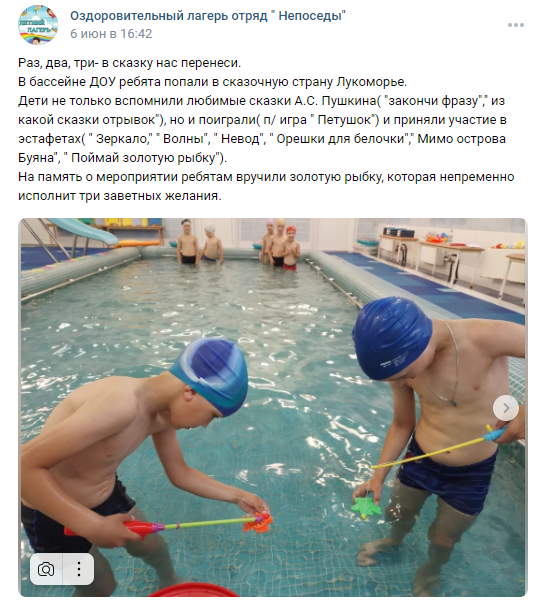 Оздоровительный лагерь отряд " Непоседы"
6 июн в 16:42
Раз, два, три- в сказку нас перенеси.
В бассейне ДОУ ребята попали в сказочную страну Лукоморье.
Дети не только вспомнили любимые сказки А.С. Пушкина( "закончи фразу"," из
какой сказки отрывок"), но и поиграли( п/ игра " Петушок") и приняли участие в
эстафетах( " Зеркало," " Волны", " Невод", " Орешки для белочки"," Мимо острова
Буяна", " Поймай золотую рыбку").
На память о мероприятии ребятам вручили золотую рыбку, которая непременно
исполнит три заветных желания.